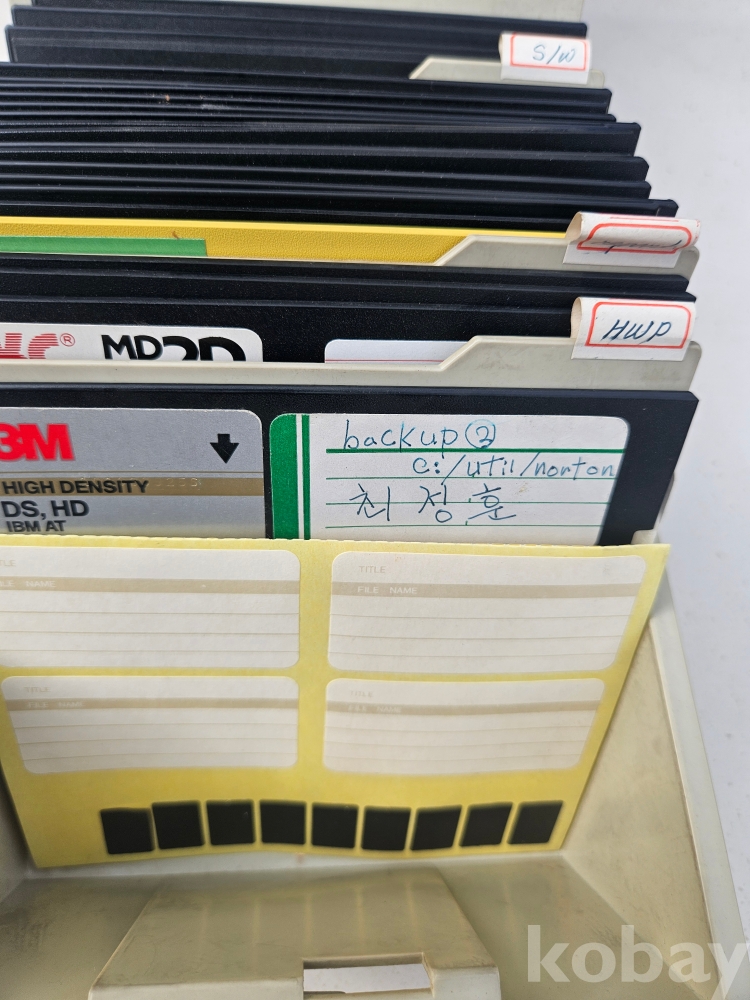 S/W
HWP
MD2D
backup②
c:/util/norton
최정훈
3M
HIGH DENSITY
DS, HD
IBM AT
TITLE
FILE NAME
TITLE
FILE NAME
TITLE
FILE NAME
TITLE
FILE NAME
kobay